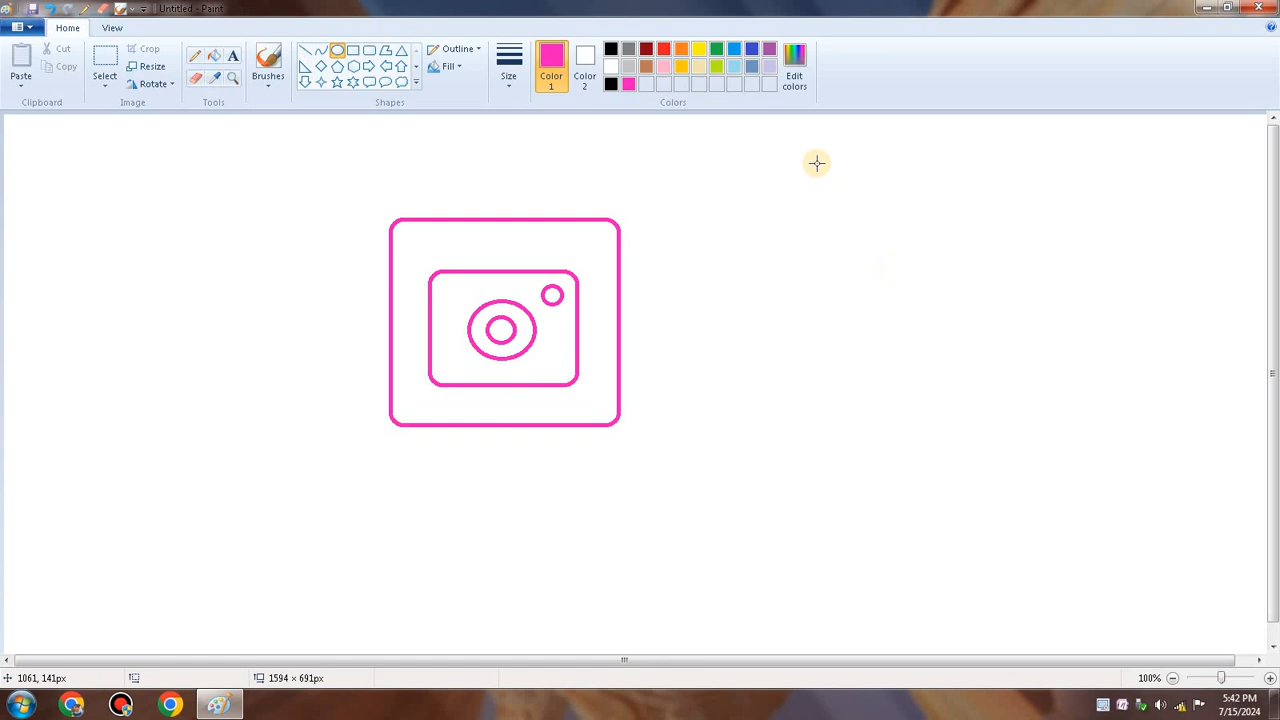 Untitled - Paint
Home View
Paste
Cut
Copy
Clipboard
Select
Crop
Resize
Rotate
Image
Tools
Brushes
Outline
Fill
Shapes
Size
Color 1
Color 2
Edit colors
Colors
1061, 141px
1594 × 691px
100%
5:42 PM
7/15/2024